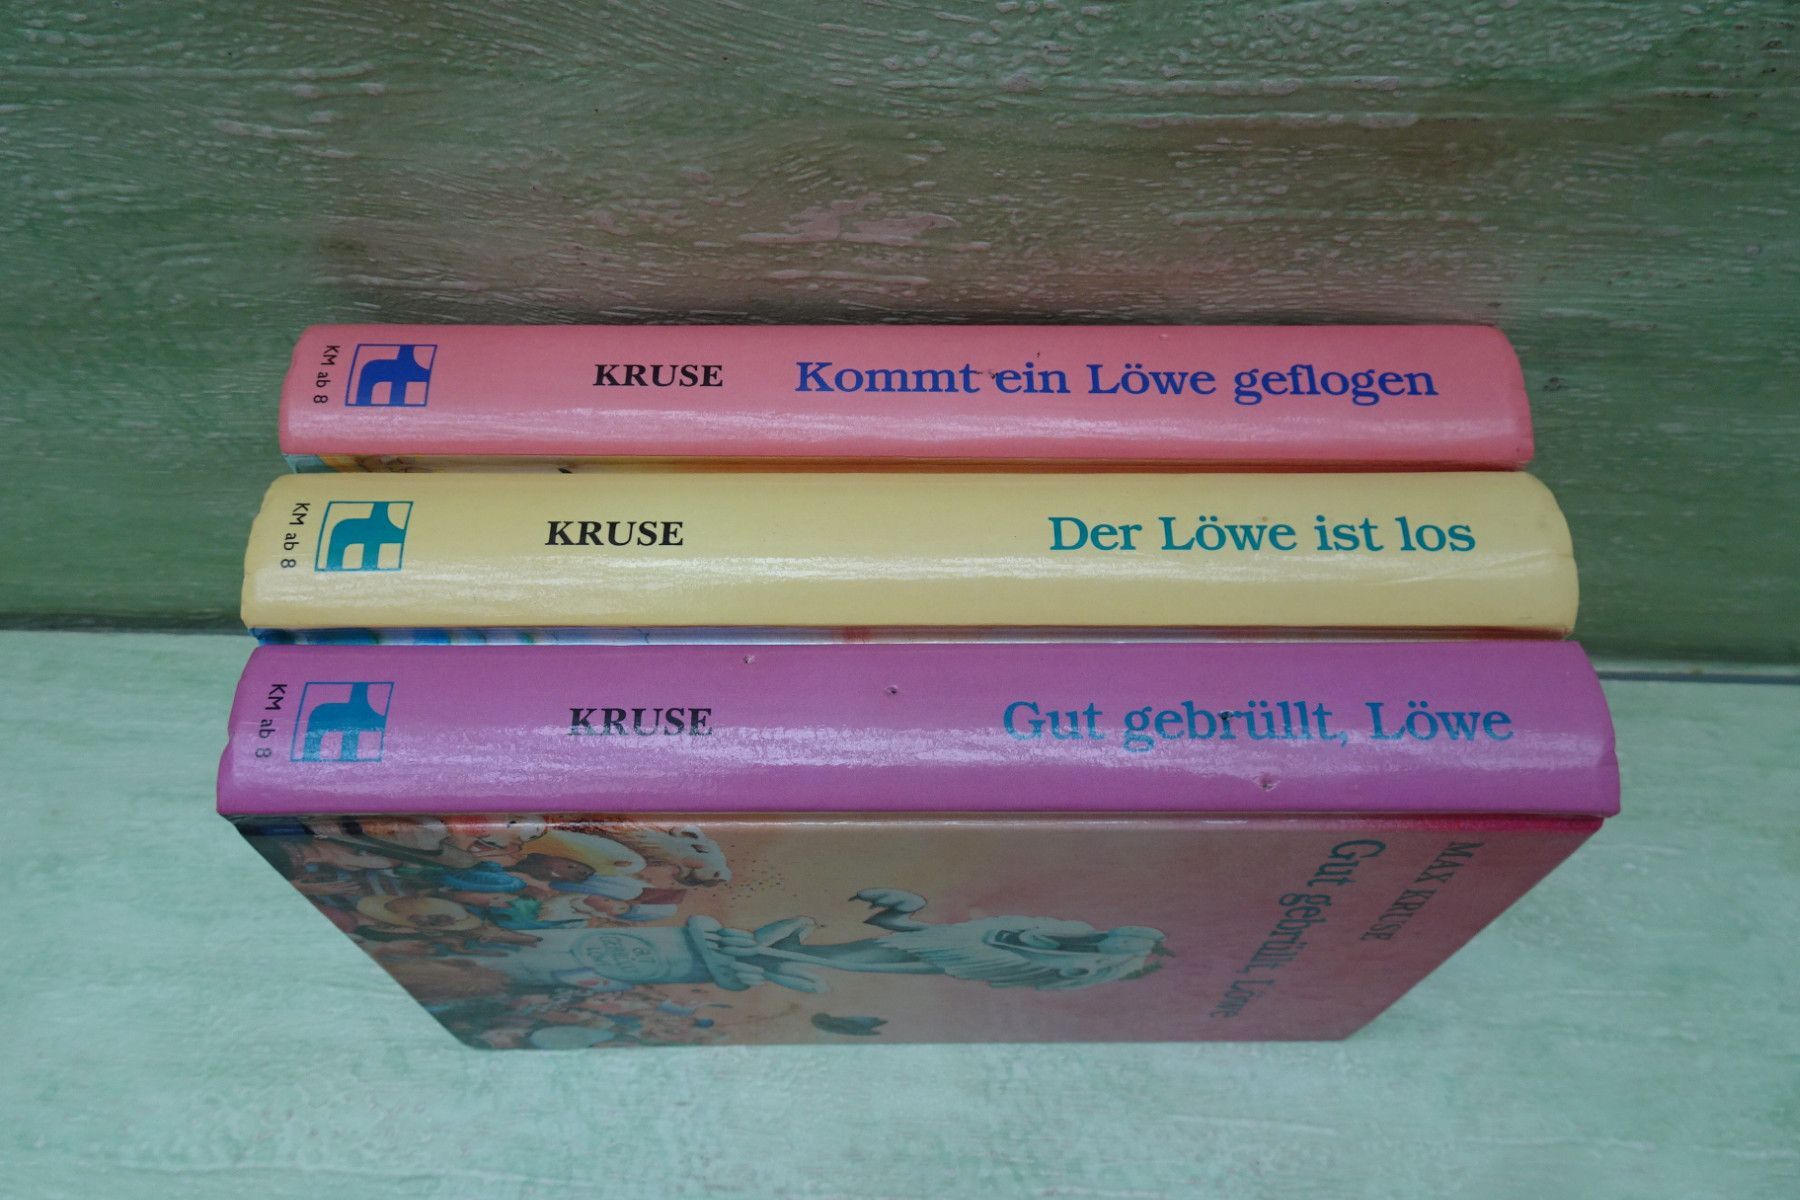 KM ab 8
KRUSE Kommt ein Löwe geflogen
KM ab 8
KRUSE Der Löwe ist los
KM ab 8
KRUSE Gut gebrüllt, Löwe
MAX KRUSE
Gut gebrüllt, Löwe